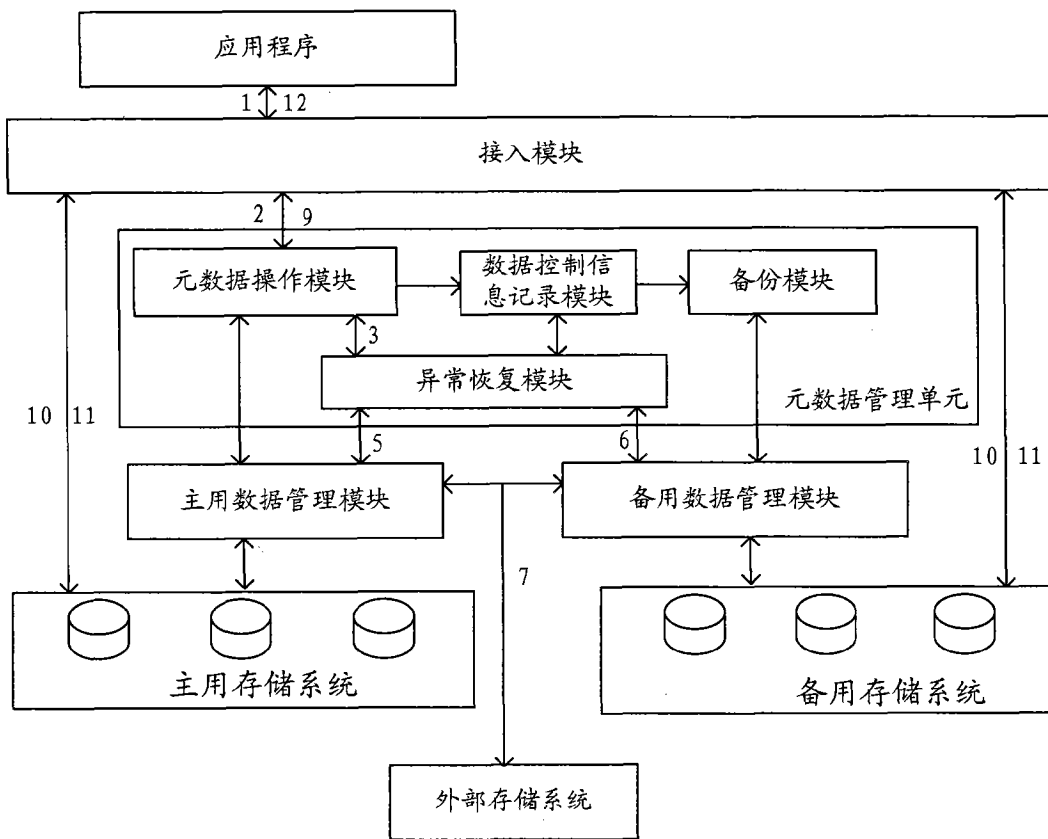 应用程序
1 12
接入模块
2 9
元数据操作模块
数据控制信
息记录模块
备份模块
3
异常恢复模块
元数据管理单元
10 11
5
6
10 11
主用数据管理模块
备用数据管理模块
7
主用存储系统
备用存储系统
外部存储系统